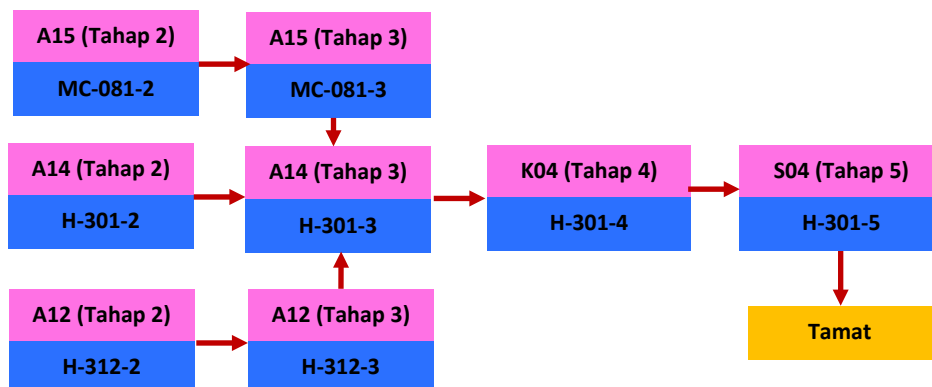 A15 (Tahap 2)
MC-081-2
A15 (Tahap 3)
MC-081-3
A14 (Tahap 2)
H-301-2
A14 (Tahap 3)
H-301-3
K04 (Tahap 4)
H-301-4
S04 (Tahap 5)
H-301-5
A12 (Tahap 2)
H-312-2
A12 (Tahap 3)
H-312-3
Tamat